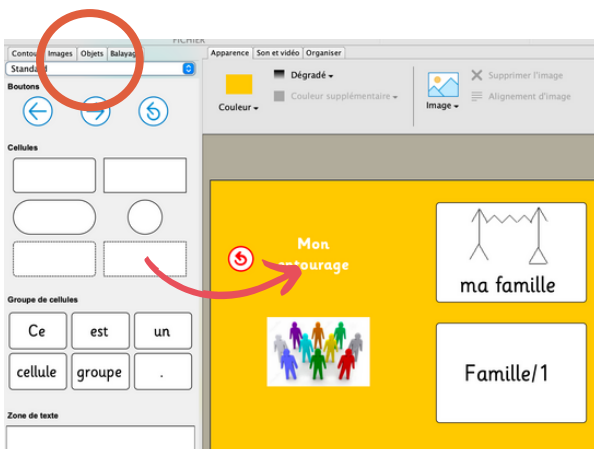 FICHIER
Contour Images Objets Balayage
Apparence Son et vidéo Organiser
Standard
Dégradé
Couleur supplémentaire
Couleur
Image
Supprimer l'image
Alignement d'image
Boutons
Cellules
Groupe de cellules
Ce est un
cellule groupe .
Zone de texte
Mon
entourage
ma famille
Famille/1